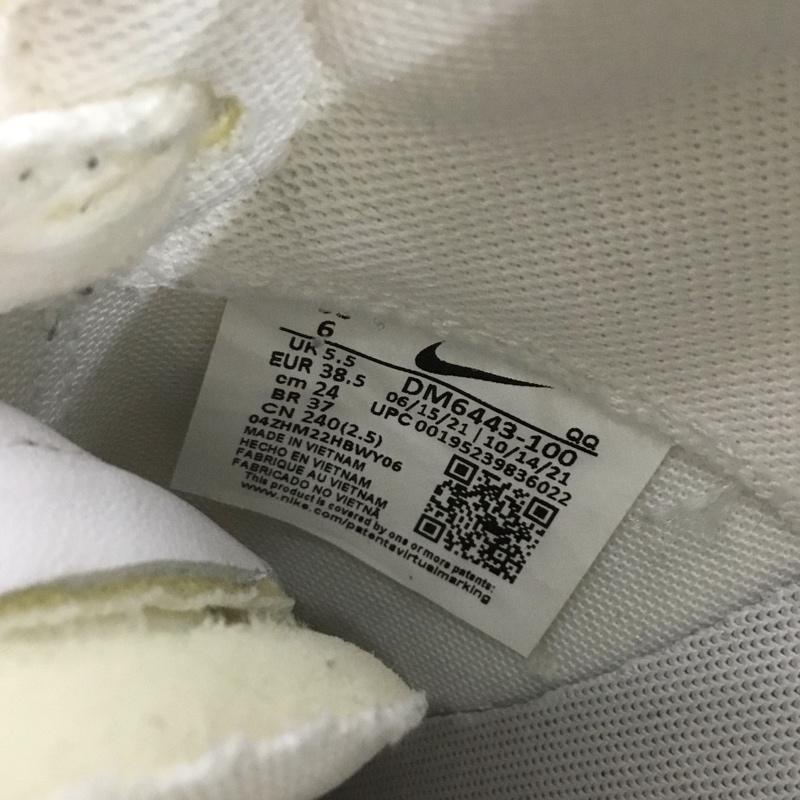 6
UK 5.5
EUR 38.5
cm 24
BR 37
CN 240(2.5)
04ZHM22HBWY06
MADE IN VIETNAM
HECHO EN VIETNAM
FABRIQUE AU VIETNAM
FABRICADO NO VIETNÃ
This product is covered by one or more patents:
www.nike.com/patentsvirtualmarking
QQ
DM6443-100
06/15/21 | 10/14/21
UPC 00195239836022